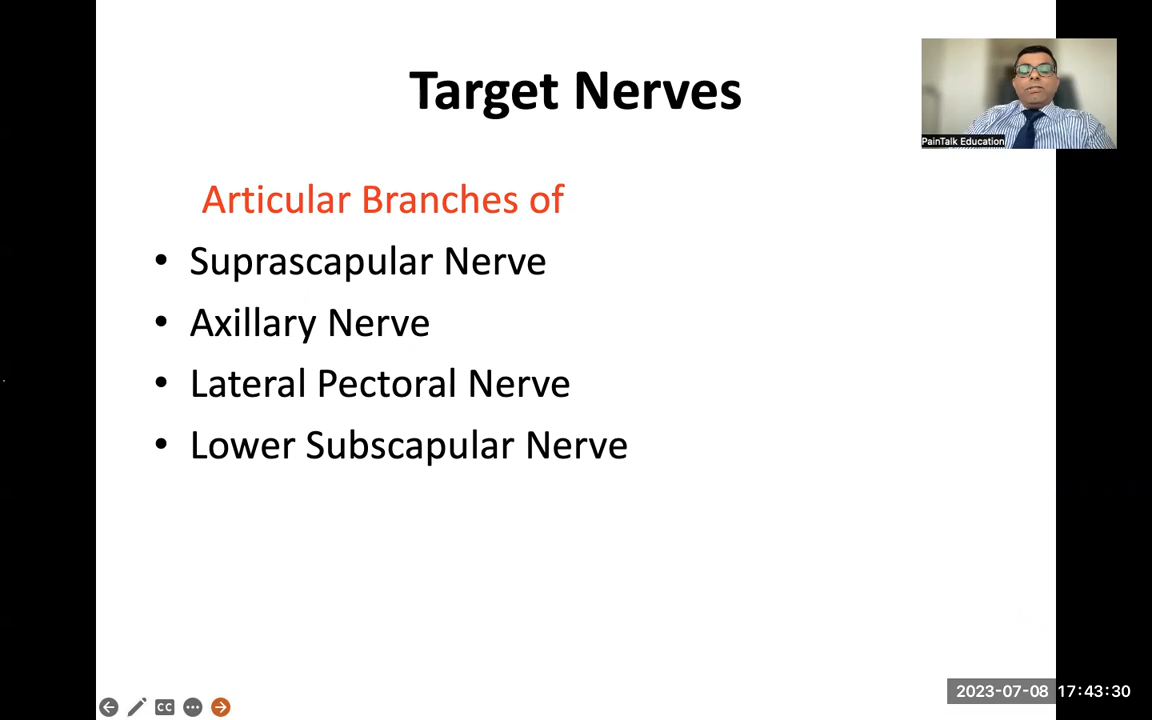 Target Nerves
PainTalk Education
Articular Branches of
• Suprascapular Nerve
• Axillary Nerve
• Lateral Pectoral Nerve
• Lower Subscapular Nerve
CC
2023-07-08 17:43:30